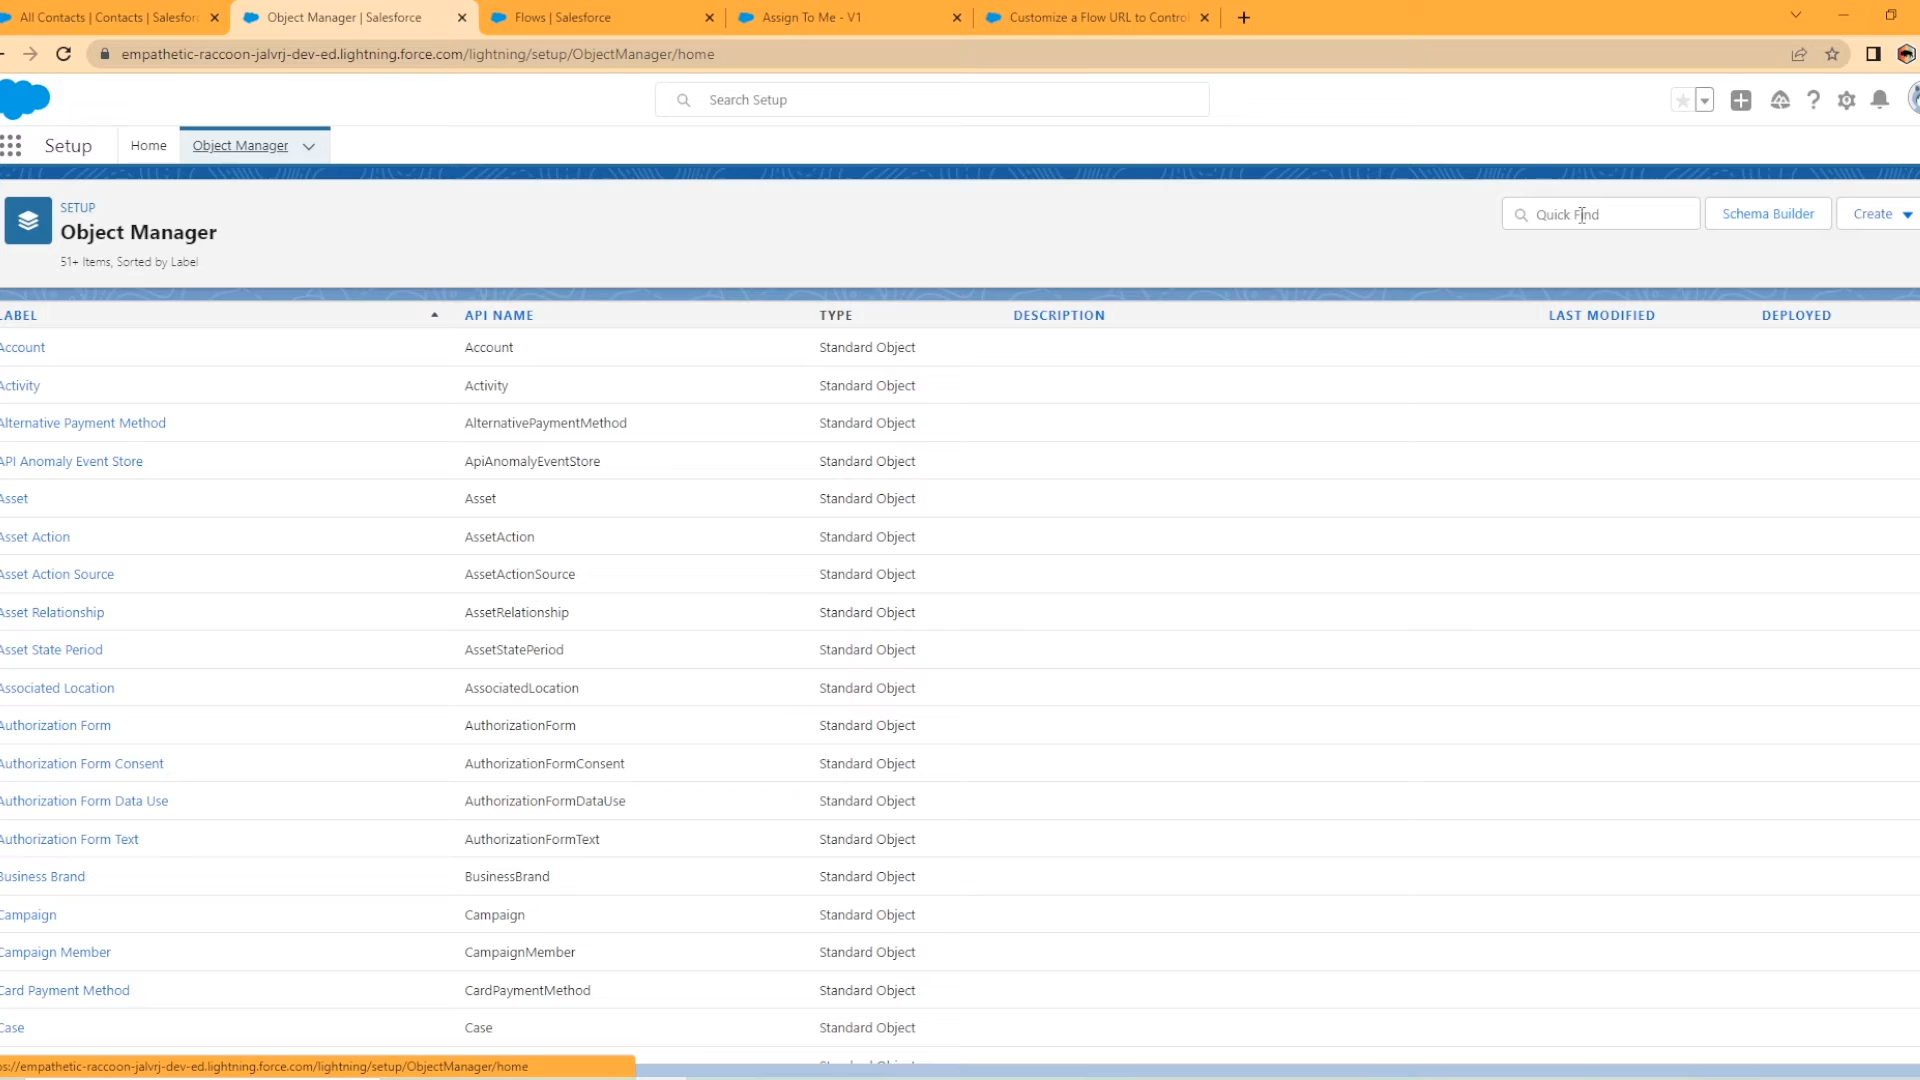 All Contacts | Contacts | Salesforc
Object Manager | Salesforce
Flows | Salesforce
Assign To Me - V1
Customize a Flow URL to Contro
empathetic-raccoon-jalvrj-dev-ed.lightning.force.com/lightning/setup/ObjectManager/home
Search Setup
Setup
Home
Object Manager
SETUP
Object Manager
51+ Items, Sorted by Label
Quick Find
Schema Builder
Create
LABEL API NAME TYPE DESCRIPTION LAST MODIFIED DEPLOYED
Account Account Standard Object
Activity Activity Standard Object
Alternative Payment Method AlternativePaymentMethod Standard Object
API Anomaly Event Store ApiAnomalyEventStore Standard Object
Asset Asset Standard Object
Asset Action AssetAction Standard Object
Asset Action Source AssetActionSource Standard Object
Asset Relationship AssetRelationship Standard Object
Asset State Period AssetStatePeriod Standard Object
Associated Location AssociatedLocation Standard Object
Authorization Form AuthorizationForm Standard Object
Authorization Form Consent AuthorizationFormConsent Standard Object
Authorization Form Data Use AuthorizationFormDataUse Standard Object
Authorization Form Text AuthorizationFormText Standard Object
Business Brand BusinessBrand Standard Object
Campaign Campaign Standard Object
Campaign Member CampaignMember Standard Object
Card Payment Method CardPaymentMethod Standard Object
Case Case Standard Object
ps://empathetic-raccoon-jalvrj-dev-ed.lightning.force.com/lightning/setup/ObjectManager/home